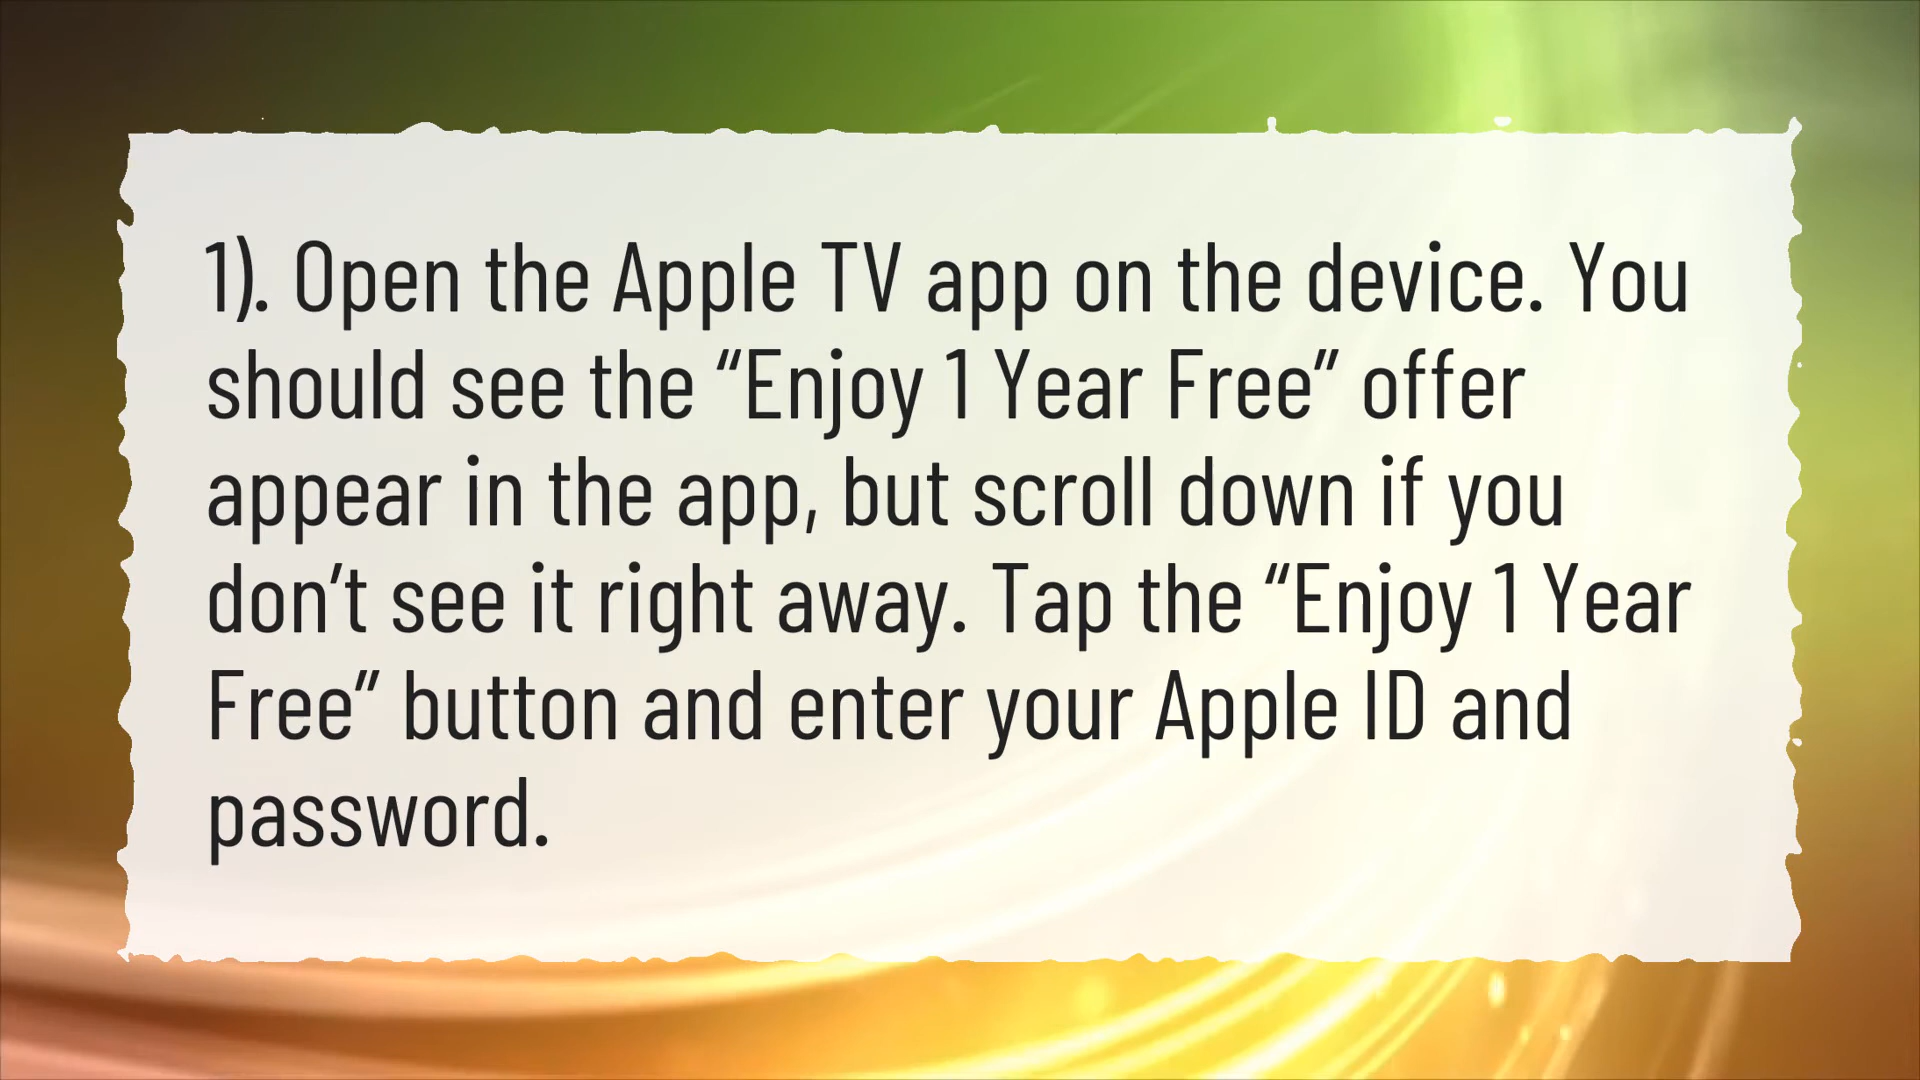 1). Open the Apple TV app on the device. You
should see the “Enjoy 1 Year Free” offer
appear in the app, but scroll down if you
don’t see it right away. Tap the “Enjoy 1 Year
Free” button and enter your Apple ID and
password.